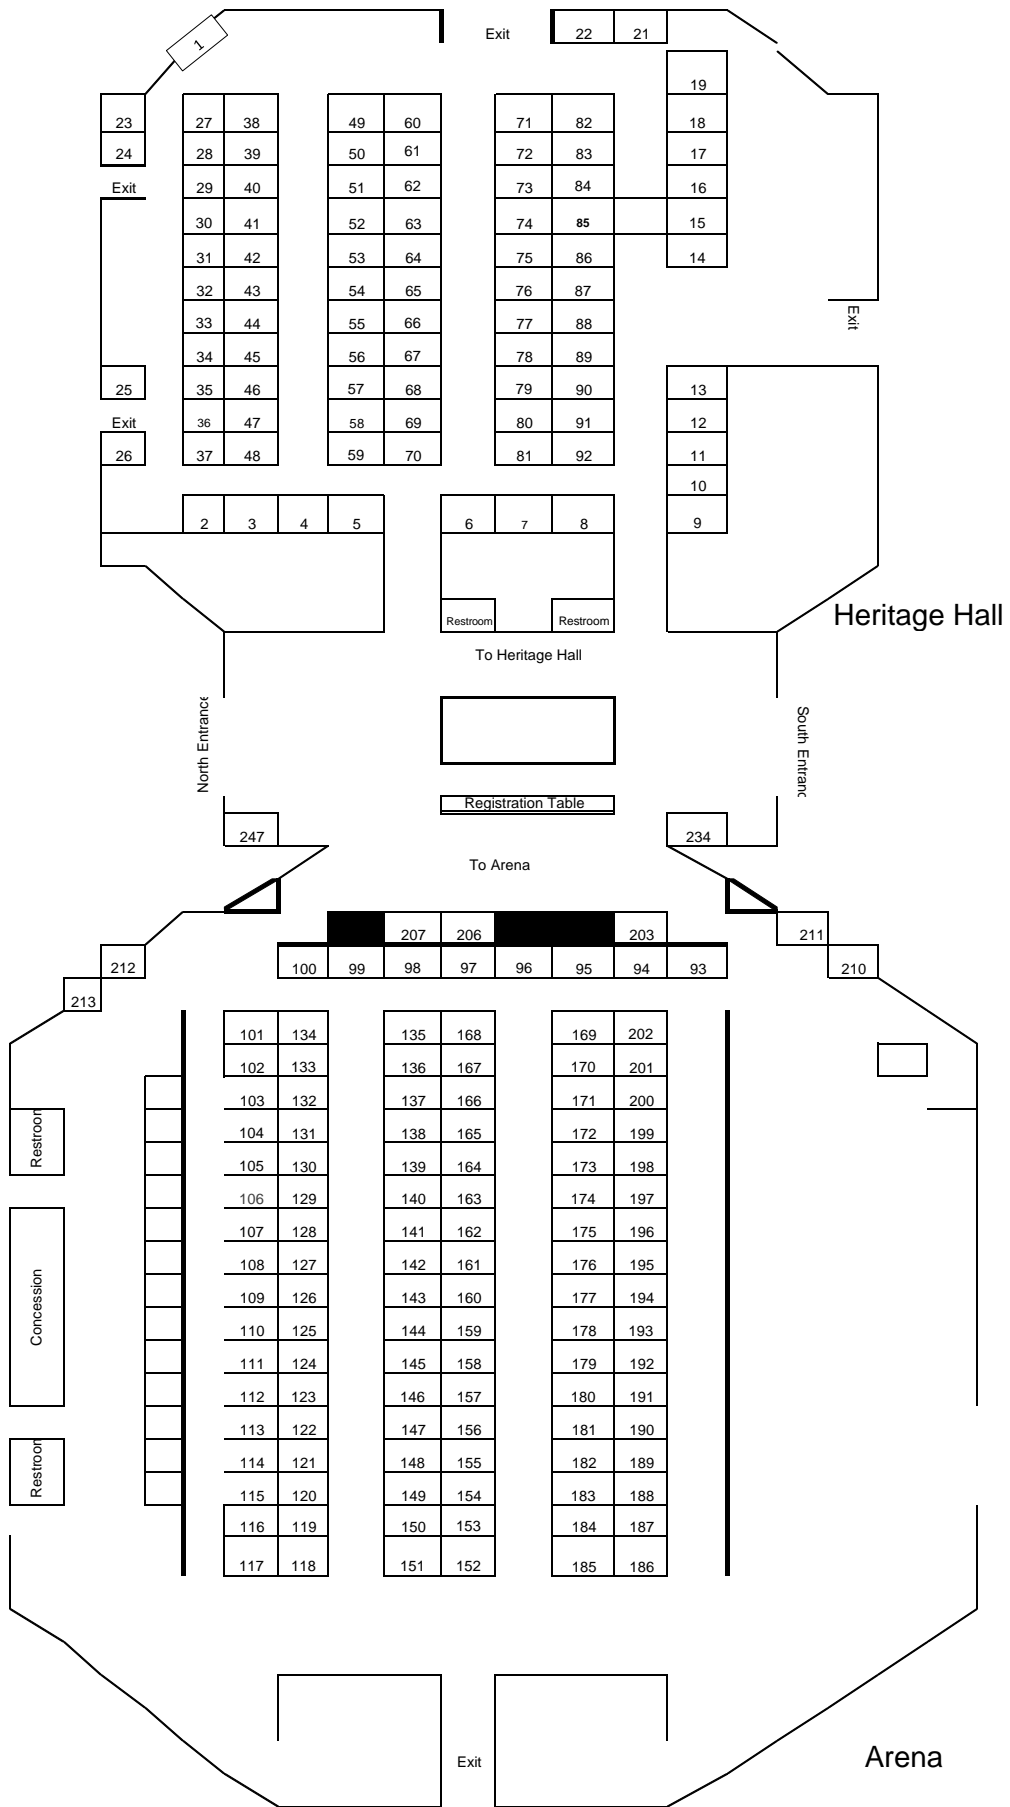 Exit 22 21
1
19
23 27 38 49 60 71 82 18
24 28 39 50 61 72 83 17
Exit 29 40 51 62 73 84 16
30 41 52 63 74 85 15
31 42 53 64 75 86 14
32 43 54 65 76 87
33 44 55 66 77 88 Exit
34 45 56 67 78 89
25 35 46 57 68 79 90 13
Exit 36 47 58 69 80 91 12
26 37 48 59 70 81 92 11
10
2 3 4 5 6 7 8 9
Heritage Hall
Restroom Restroom
To Heritage Hall
North Entrance
South Entranc
Registration Table
247 234
To Arena
207 206 203 211
212 100 99 98 97 96 95 94 93 210
213
101 134 135 168 169 202
102 133 136 167 170 201
103 132 137 166 171 200
Restroon 104 131 138 165 172 199
105 130 139 164 173 198
106 129 140 163 174 197
107 128 141 162 175 196
108 127 142 161 176 195
Concession 109 126 143 160 177 194
110 125 144 159 178 193
111 124 145 158 179 192
112 123 146 157 180 191
113 122 147 156 181 190
Restroon 114 121 148 155 182 189
115 120 149 154 183 188
116 119 150 153 184 187
117 118 151 152 185 186
Exit
Arena